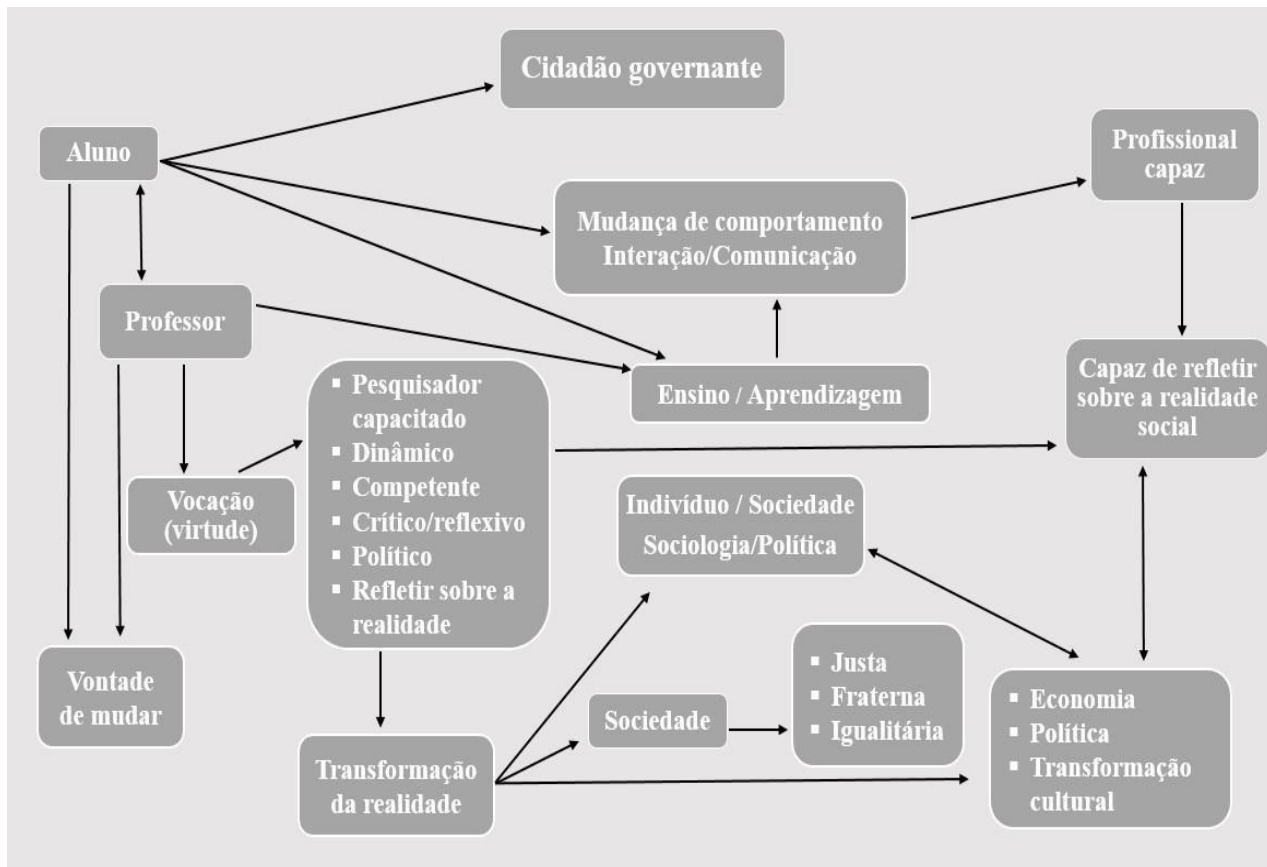 Cidadão governante
Aluno
Profissional
capaz
Mudança de comportamento
Interação/Comunicação
Professor
Ensino / Aprendizagem
Capaz de refletir
sobre a realidade
social
▪ Pesquisador
capacitado
▪ Dinâmico
▪ Competente
▪ Crítico/reflexivo
▪ Político
▪ Refletir sobre a
realidade
Vocação
(virtude)
Indivíduo / Sociedade
Sociologia/Política
Vontade
de mudar
Sociedade
▪ Justa
▪ Fraterna
▪ Igualitária
▪ Economia
▪ Política
▪ Transformação
cultural
Transformação
da realidade